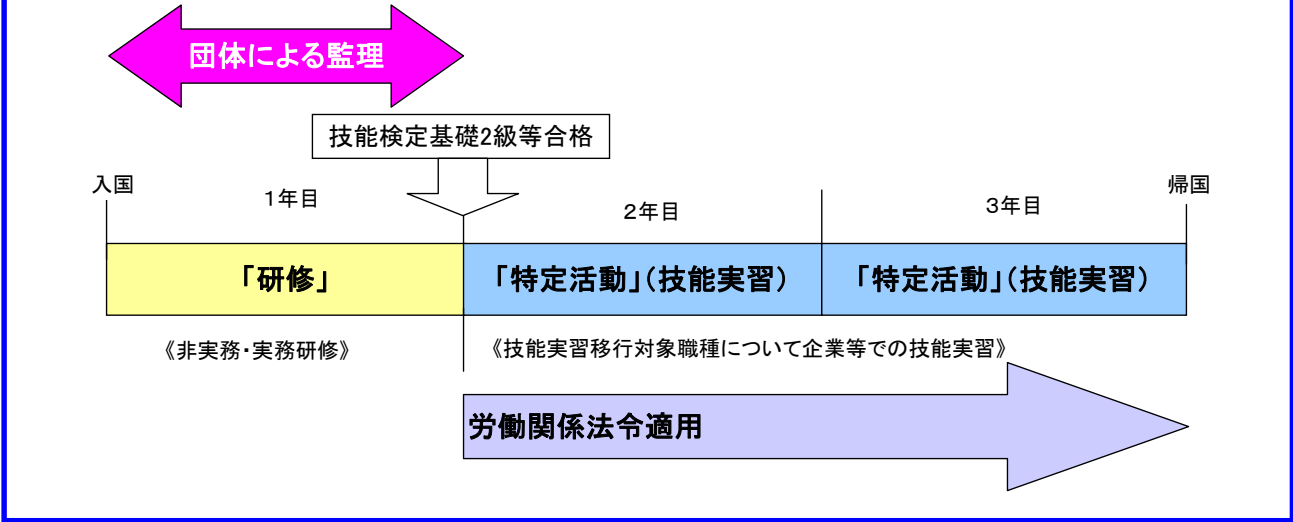 団体による監理
技能検定基礎2級等合格
入国
1年目
2年目
3年目
帰国
「研修」
「特定活動」(技能実習)
「特定活動」(技能実習)
《非実務・実務研修》
《技能実習移行対象職種について企業等での技能実習》
労働関係法令適用